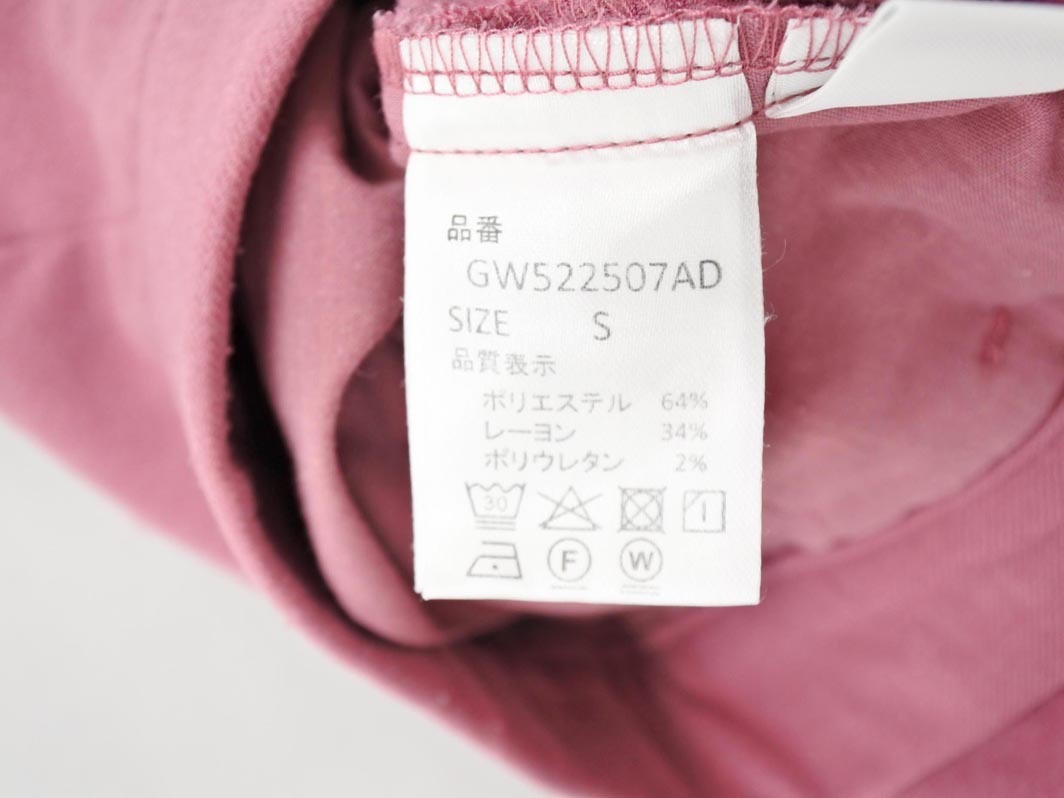 品番
GW522507AD
SIZE S
品質表示
ポリエステル 64%
レーヨン 34%
ポリウレタン 2%
30
F W